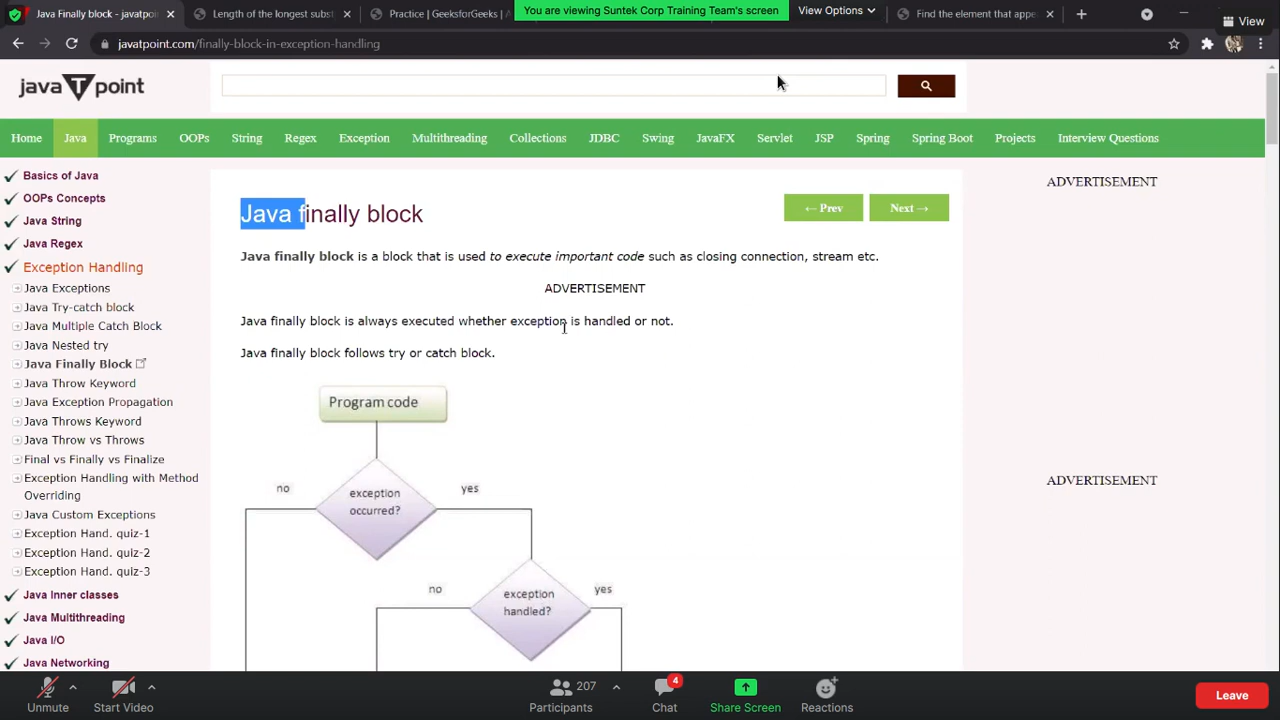 Java Finally block - javatpoin
Length of the longest subst
Practice | GeeksforGeeks | A
You are viewing Suntek Corp Training Team's screen
View Options
Find the element that appe
View
javatpoint.com/finally-block-in-exception-handling
java T point
Home
Java
Programs
OOPs
String
Regex
Exception
Multithreading
Collections
JDBC
Swing
JavaFX
Servlet
JSP
Spring
Spring Boot
Projects
Interview Questions
Basics of Java
OOPs Concepts
Java String
Java Regex
Exception Handling
Java Exceptions
Java Try-catch block
Java Multiple Catch Block
Java Nested try
Java Finally Block
Java Throw Keyword
Java Exception Propagation
Java Throws Keyword
Java Throw vs Throws
Final vs Finally vs Finalize
Exception Handling with Method
Overriding
Java Custom Exceptions
Exception Hand. quiz-1
Exception Hand. quiz-2
Exception Hand. quiz-3
Java Inner classes
Java Multithreading
Java I/O
Java Networking
Java finally block
← Prev
Next →
Java finally block is a block that is used to execute important code such as closing connection, stream etc.
ADVERTISEMENT
Java finally block is always executed whether exception is handled or not.
Java finally block follows try or catch block.
Program code
no
exception
occurred?
yes
no
exception
handled?
yes
ADVERTISEMENT
ADVERTISEMENT
Unmute
Start Video
207
Participants
4
Chat
Share Screen
Reactions
Leave